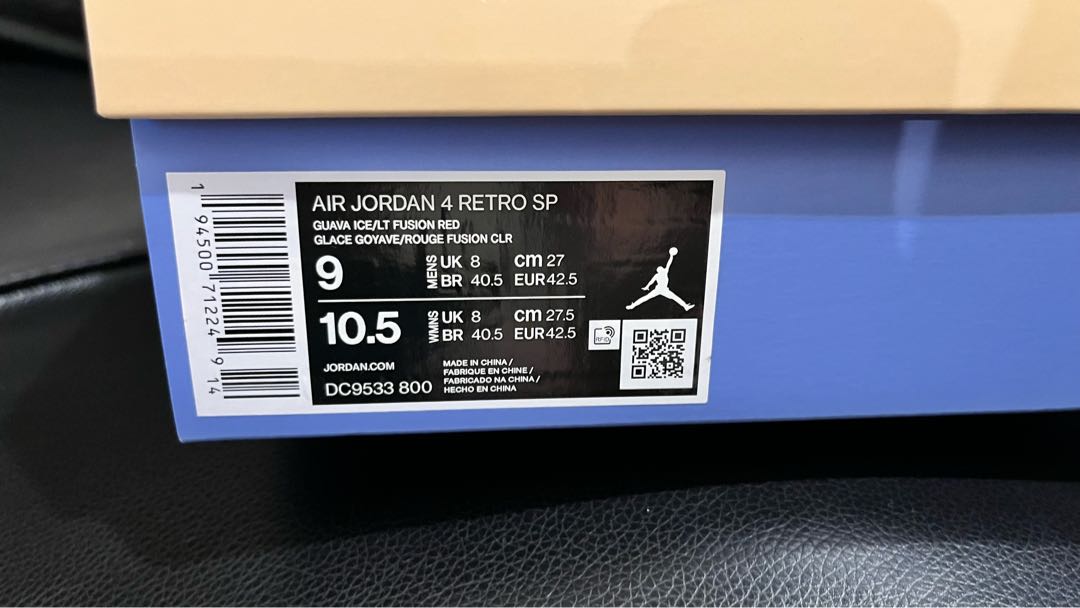 AIR JORDAN 4 RETRO SP
GUAVA ICE/LT FUSION RED
GLACE GOYAVE/ROUGE FUSION CLR
9 MENS UK 8 cm 27
BR 40.5 EUR 42.5
10.5 WMNS UK 8 cm 27.5
BR 40.5 EUR 42.5
RFID
JORDAN.COM
DC9533 800
MADE IN CHINA /
FABRIQUE EN CHINE /
FABRICADO NA CHINA /
HECHO EN CHINA
1 94500 71224 9 14